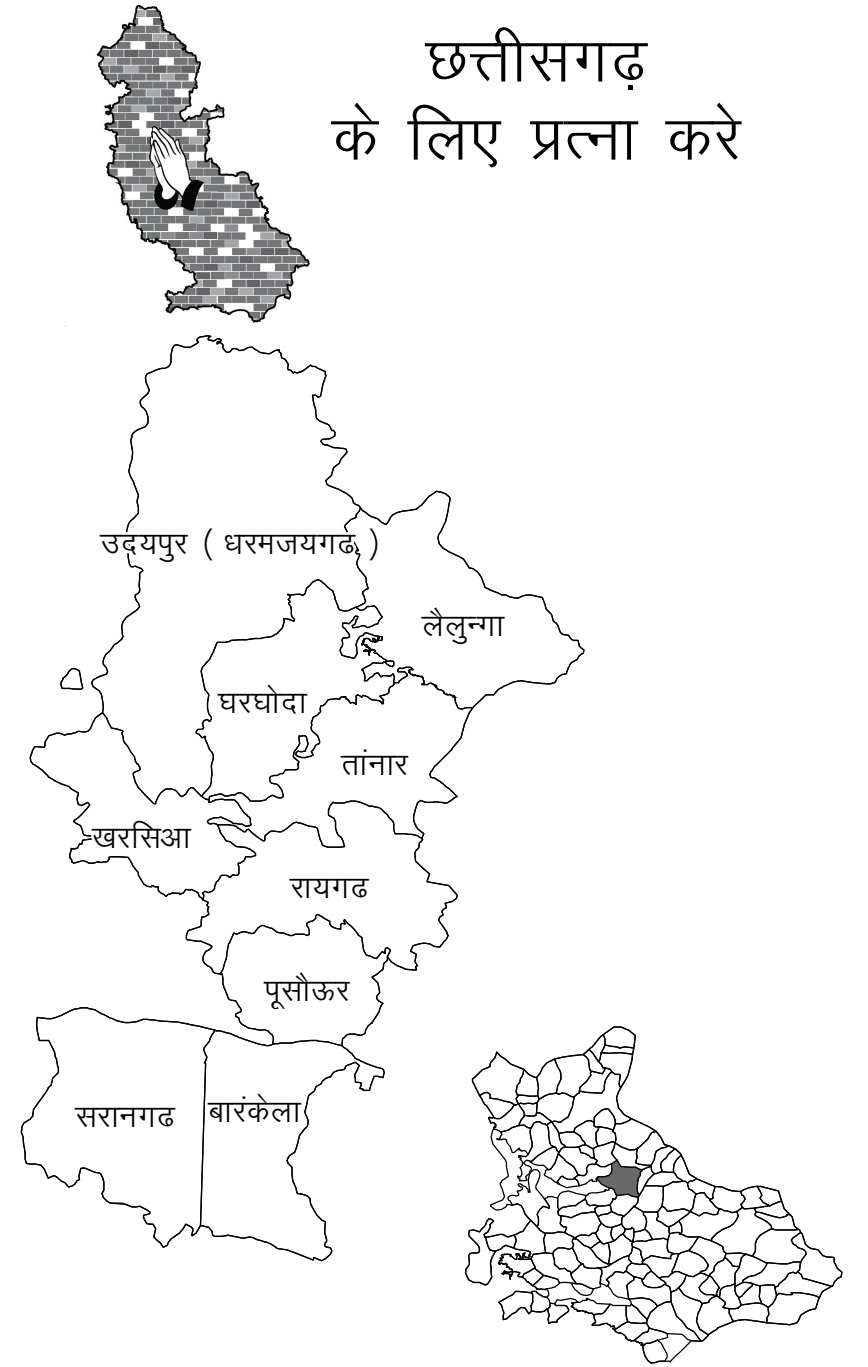 छत्तीसगढ़
के लिए प्रत्ना करे
उदयपुर ( धरमजयगढ )
लैलुन्गा
घरघोदा
तांनार
खरसिआ
रायगढ
पूसौऊर
सरानगढ
बारंकेला